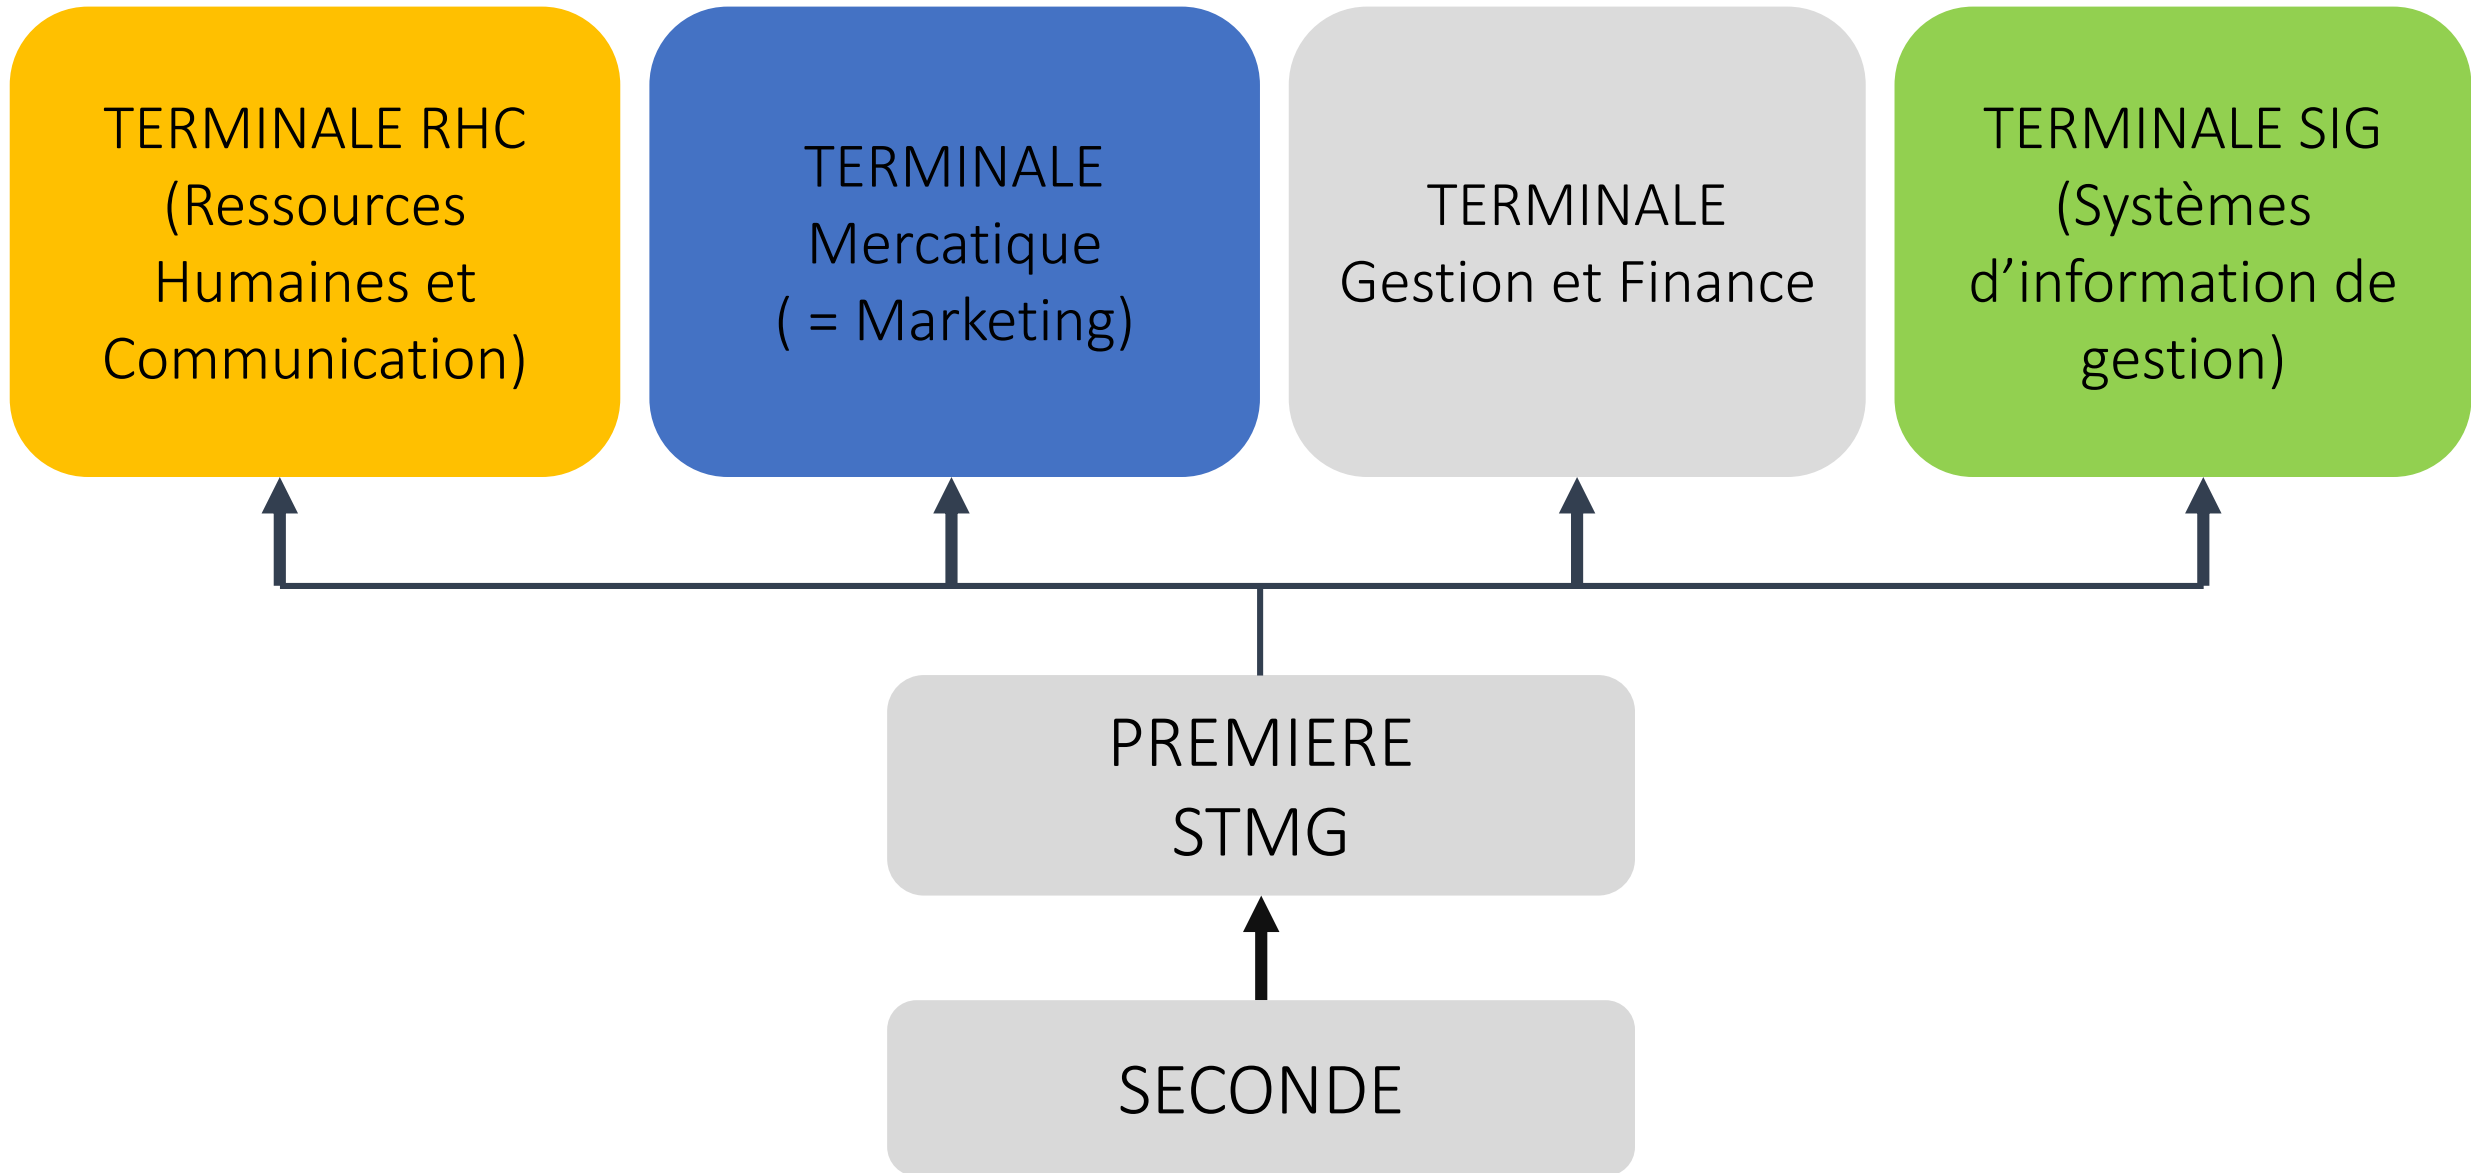 TERMINALE RHC
(Ressources
Humaines et
Communication)
TERMINALE
Mercatique
( = Marketing)
TERMINALE
Gestion et Finance
TERMINALE SIG
(Systèmes
d’information de
gestion)
PREMIERE
STMG
SECONDE